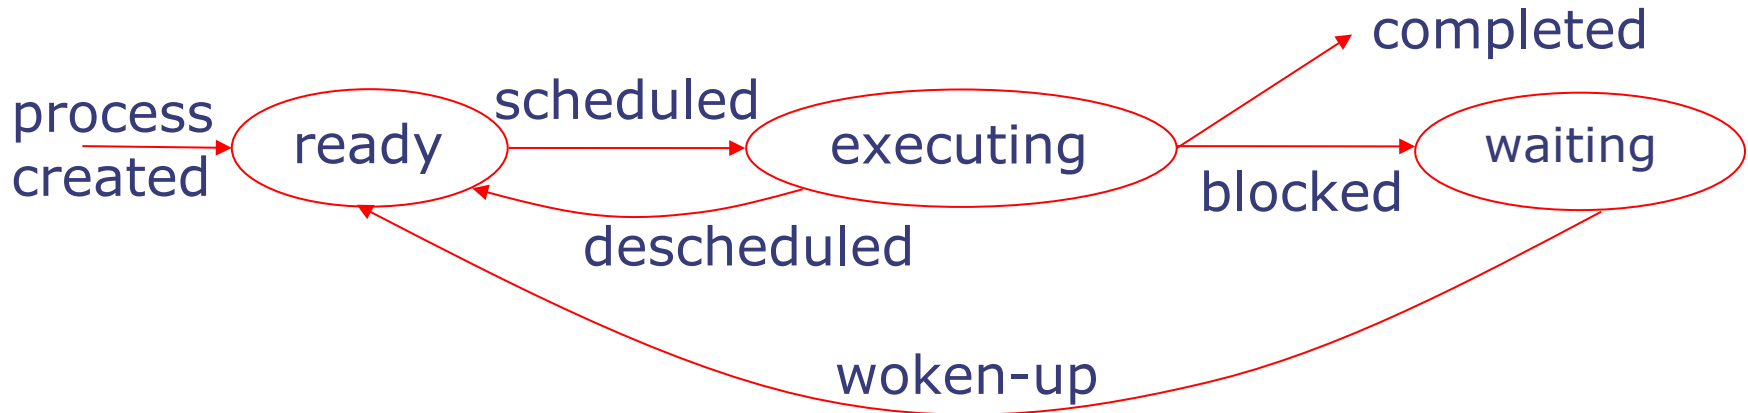 completed
process
created
ready
scheduled
executing
waiting
blocked
descheduled
woken-up